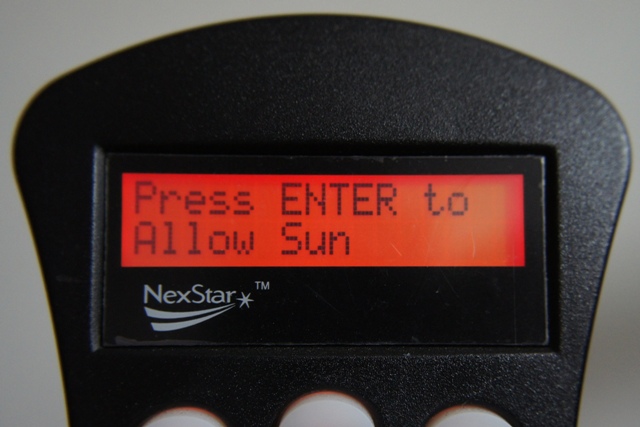 Press ENTER to
Allow Sun
NexStar™